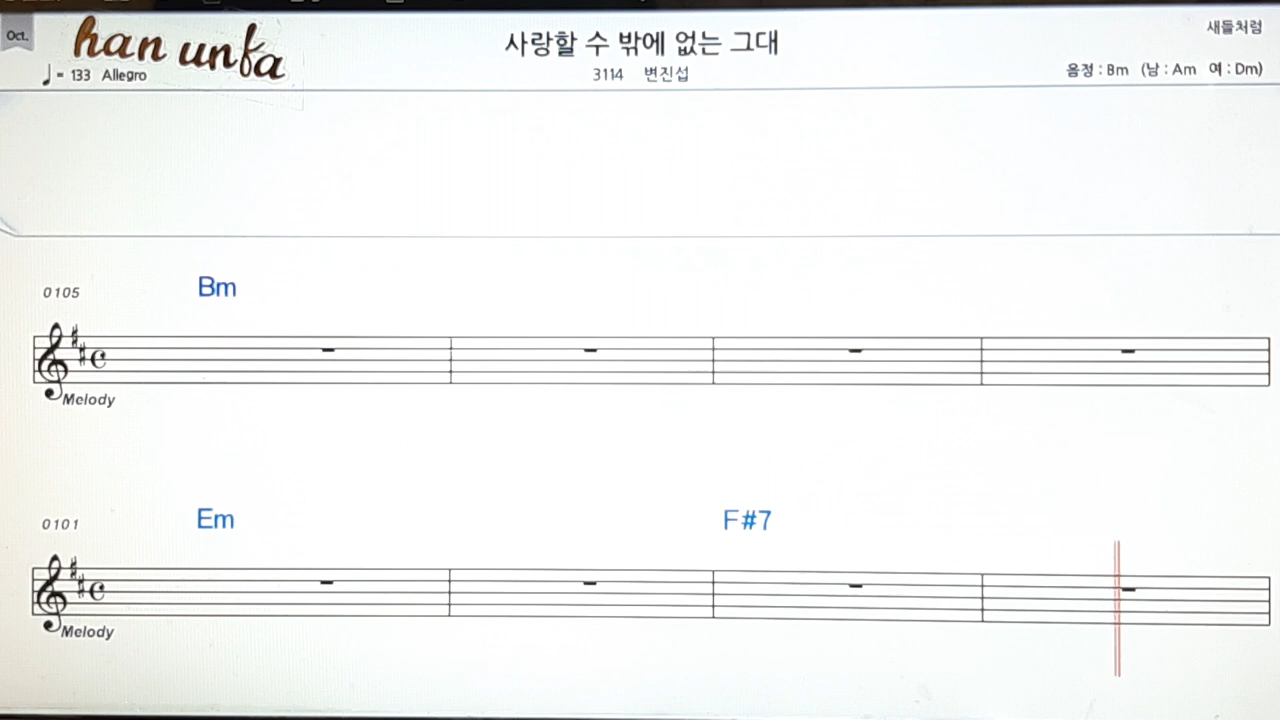 Oct.
han unfa
♩= 133 Allegro
사랑할 수 밖에 없는 그대
3114 변진섭
새들처럼
음정 : Bm (남 : Am 여 : Dm)
0105
Bm
Melody
0101
Em F#7
Melody